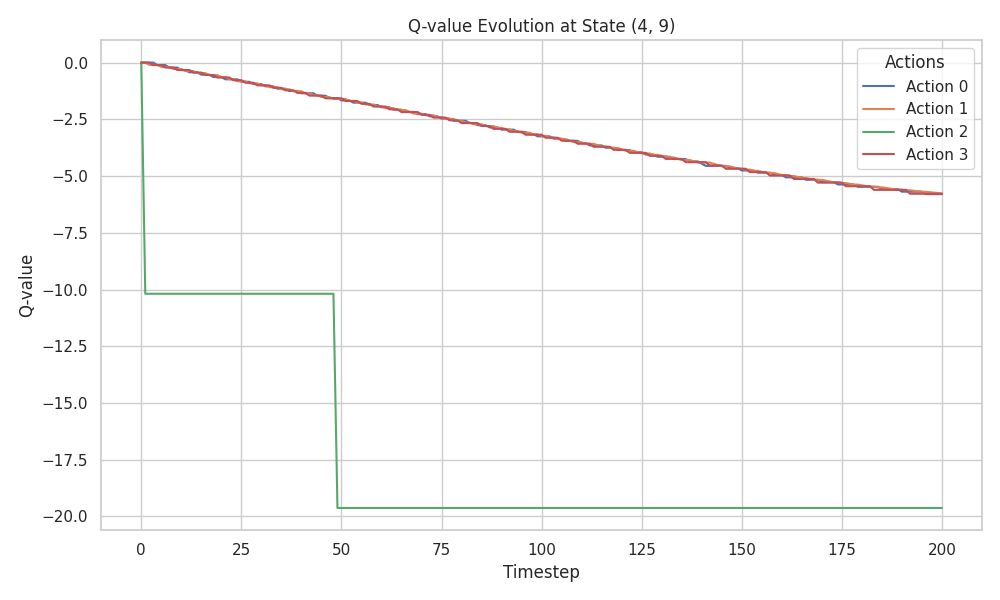 Q-value Evolution at State (4, 9)
Actions
Action 0
Action 1
Action 2
Action 3
Q-value
0.0
−2.5
−5.0
−7.5
−10.0
−12.5
−15.0
−17.5
−20.0
0 25 50 75 100 125 150 175 200
Timestep